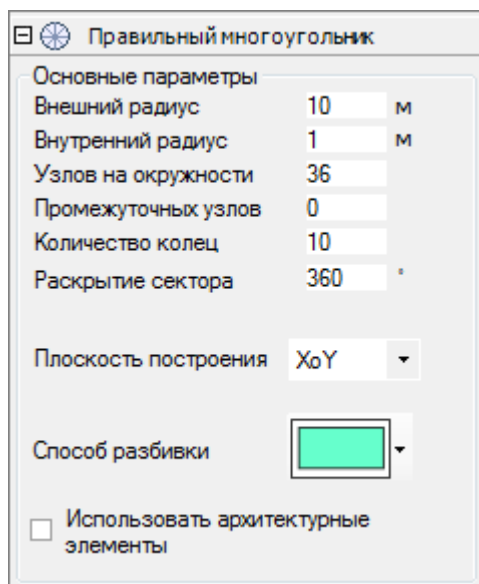 Правильный многоугольник
Основные параметры
Внешний радиус 10 м
Внутренний радиус 1 м
Узлов на окружности 36
Промежуточных узлов 0
Количество колец 10
Раскрытие сектора 360 °
Плоскость построения XoY
Способ разбивки
Использовать архитектурные
элементы